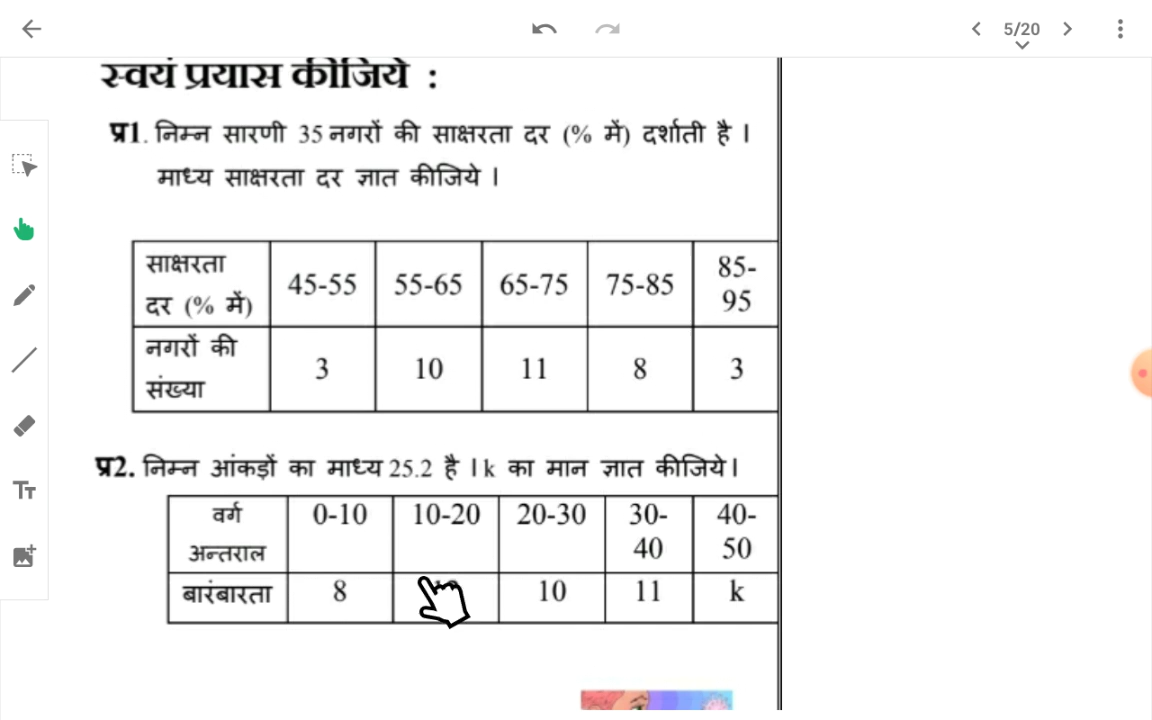 5/20
स्वयं प्रयास कीजिये :
प्र1. निम्न सारणी 35 नगरों की साक्षरता दर (% में) दर्शाती है ।
माध्य साक्षरता दर ज्ञात कीजिये ।
साक्षरता दर (% में) 45-55 55-65 65-75 75-85 85-95
नगरों की संख्या 3 10 11 8 3
प्र2. निम्न आंकड़ों का माध्य 25.2 है । k का मान ज्ञात कीजिये।
वर्ग अन्तराल 0-10 10-20 20-30 30-40 40-50
बारंबारता 8 10 11 k
Tт